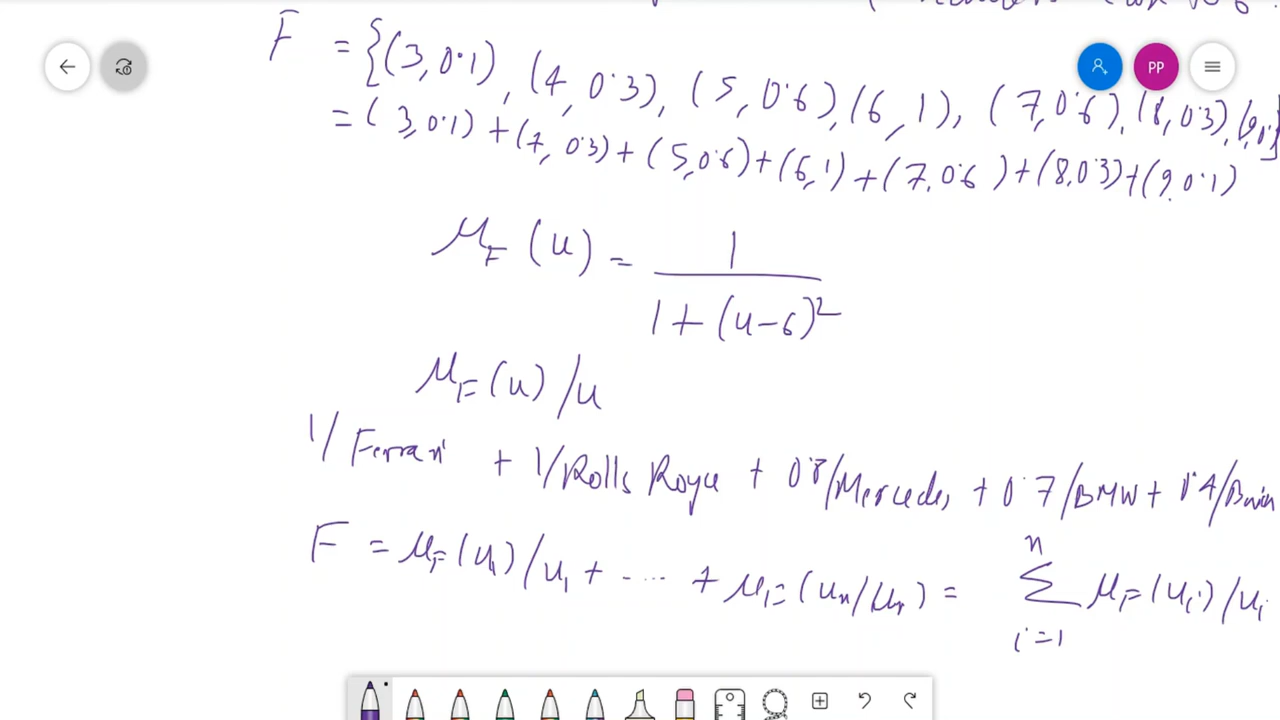 F = {(3, 0.1), (4, 0.3), (5, 0.6), (6, 1), (7, 0.6), (8, 0.3), (9, 0.1)}
= (3, 0.1) + (4, 0.3) + (5, 0.6) + (6, 1) + (7, 0.6) + (8, 0.3) + (9, 0.1)
μF (u) = 1 / 1 + (u-6)²
μF (u) / u
1/Ferrari + 1/Rolls Royce + 0.8/Mercedes + 0.7/BMW + 0.4/
F = μF (u1) / u1 + ---- + μF (un/un) = n Σ i=1 μF (ui) / ui
PP